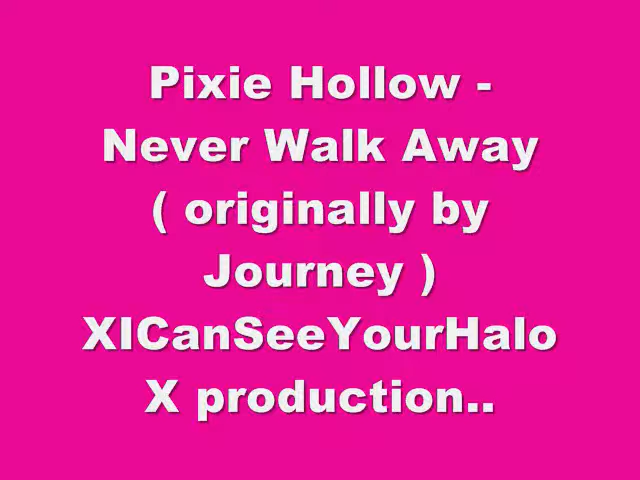 Pixie Hollow -
Never Walk Away
( originally by
Journey )
XICanSeeYourHalo
X production..